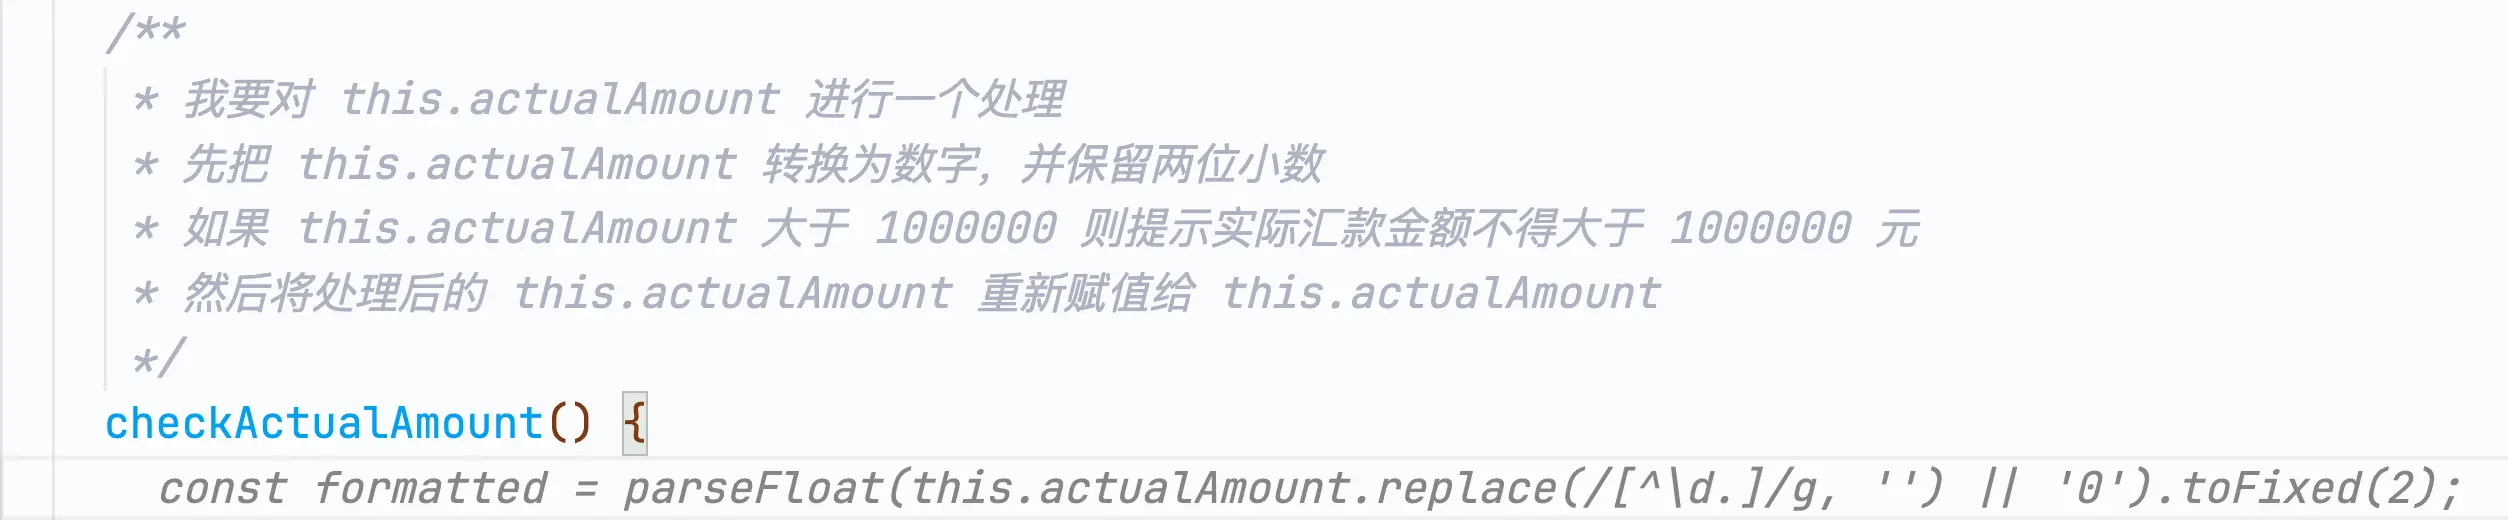 /**
* 我要对 this.actualAmount 进行一个处理
* 先把 this.actualAmount 转换为数字，并保留两位小数
* 如果 this.actualAmount 大于 1000000 则提示实际汇款金额不得大于 1000000 元
* 然后将处理后的 this.actualAmount 重新赋值给 this.actualAmount
*/
checkActualAmount() {
const formatted = parseFloat(this.actualAmount.replace(/[^\d.]/g, '') || '0').toFixed(2);